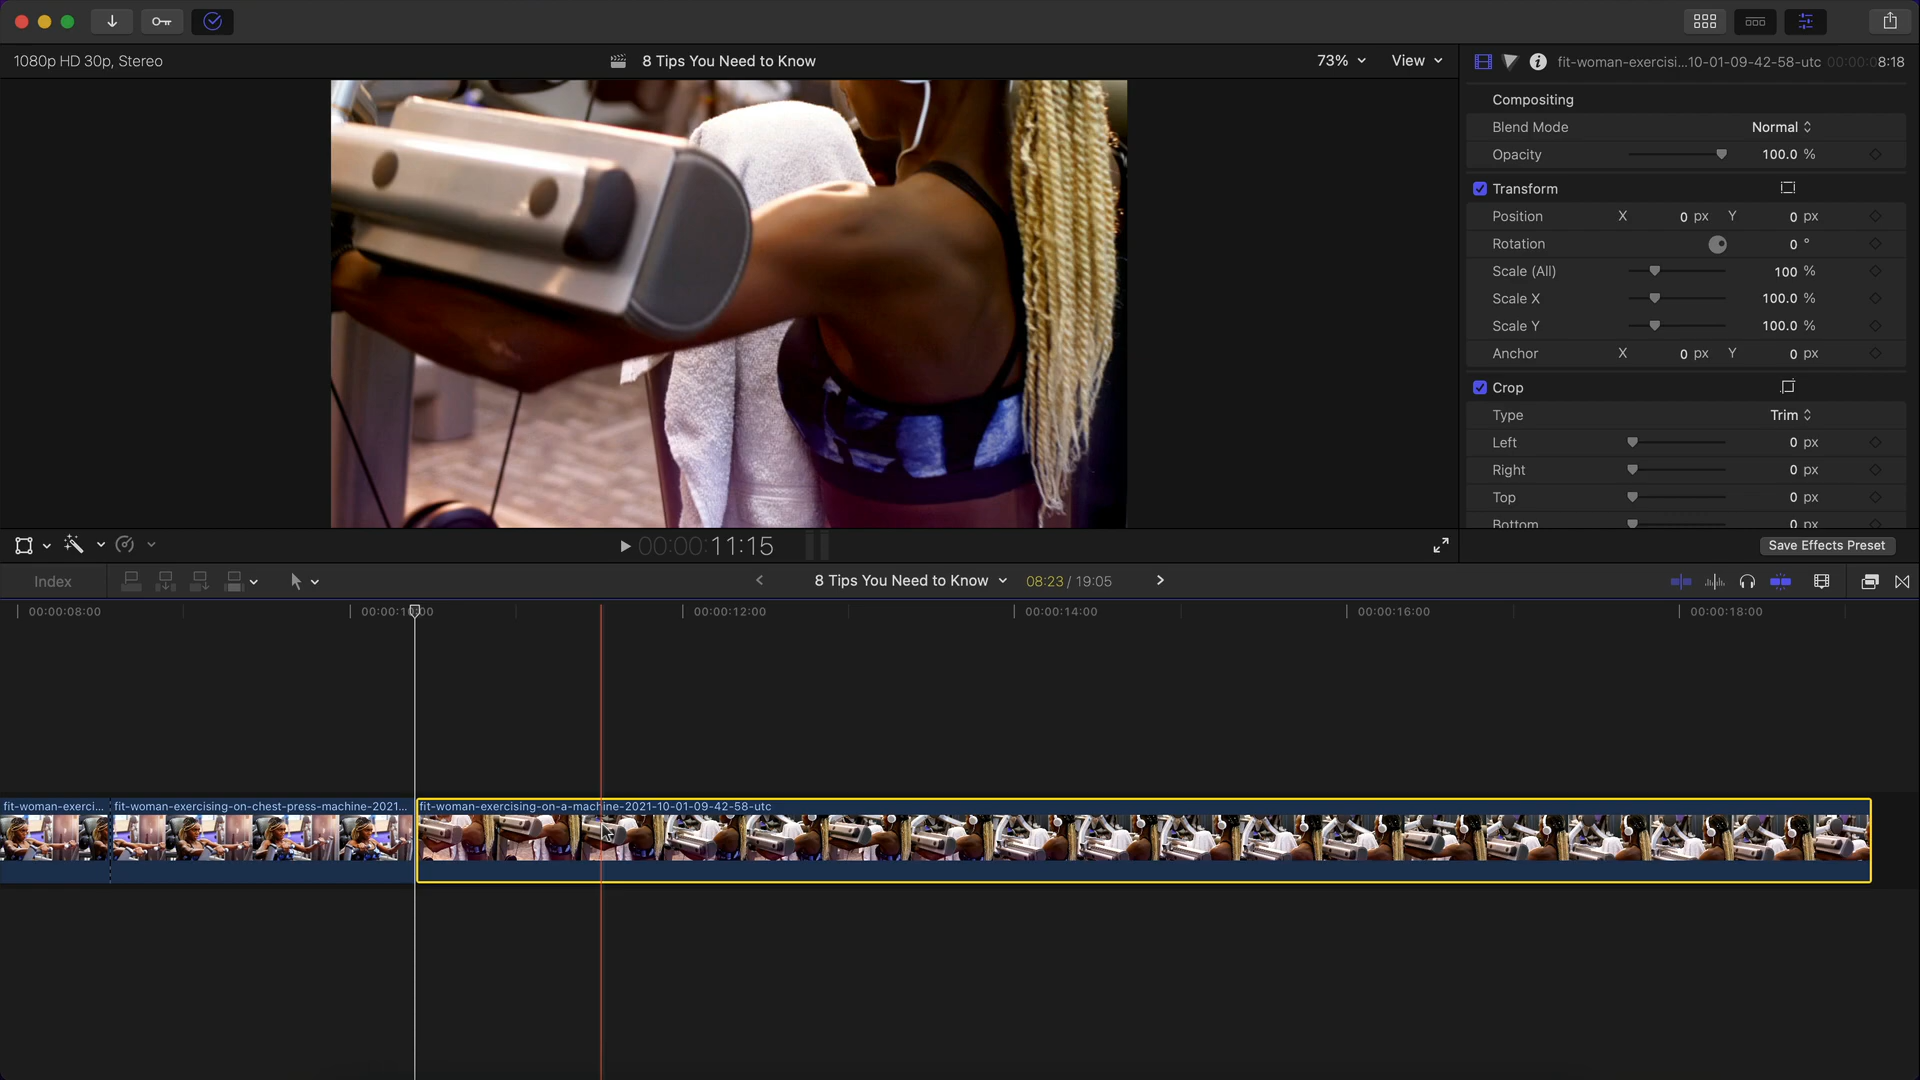 1080p HD 30p, Stereo
8 Tips You Need to Know
73%
View
fit-woman-exercisi...10-01-09-42-58-utc
00:00:08:18
Compositing
Blend Mode
Normal
Opacity
100.0 %
Transform
Position
X
0 px
Y
0 px
Rotation
0 °
Scale (All)
100 %
Scale X
100.0 %
Scale Y
100.0 %
Anchor
X
0 px
Y
0 px
Crop
Type
Trim
Left
0 px
Right
0 px
Top
0 px
Bottom
0 px
00:00:11:15
Save Effects Preset
Index
8 Tips You Need to Know
08:23 / 19:05
00:00:08:00
00:00:12:00
00:00:14:00
00:00:16:00
00:00:18:00
fit-woman-exerci...
fit-woman-exercising-on-chest-press-machine-2021...
fit-woman-exercising-on-a-machine-2021-10-01-09-42-58-utc